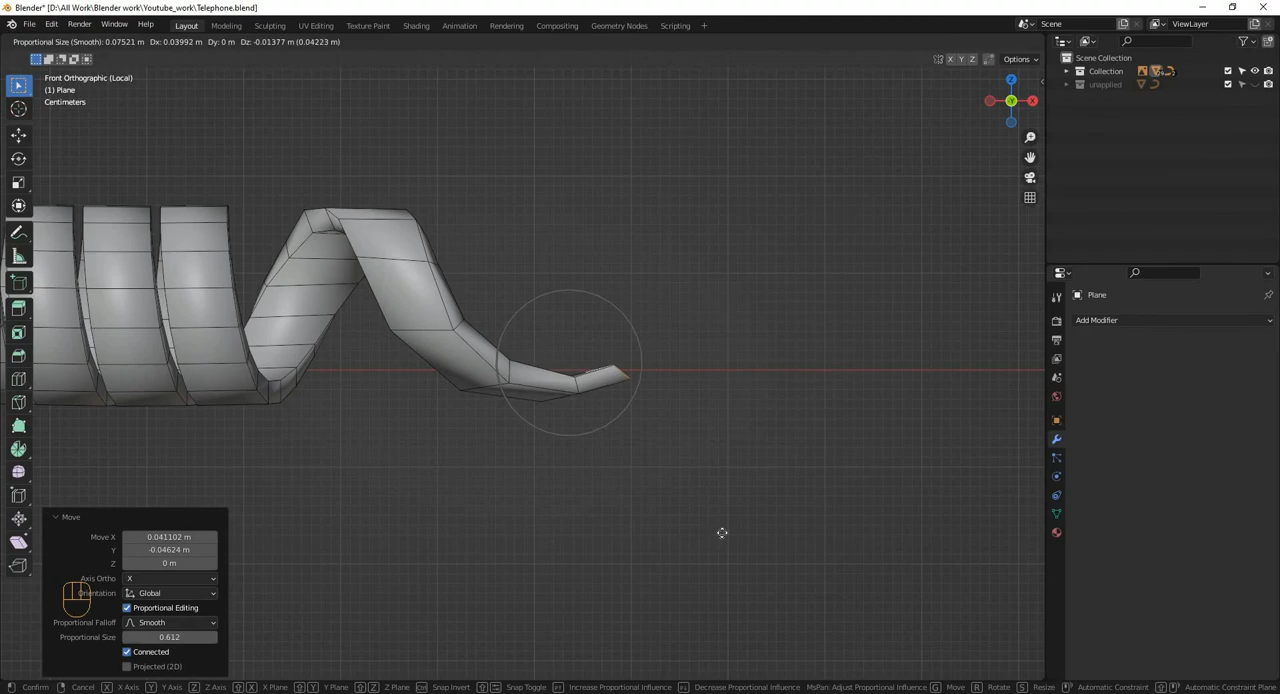 Blender* [D:\All Work\Blender work\Youtube_work\Telephone.blend]
File Edit Render Window Help Layout Modeling Sculpting UV Editing Texture Paint Shading Animation Rendering Compositing Geometry Nodes Scripting + Scene ViewLayer
Proportional Size (Smooth): 0.07521 m Dx: 0.03992 m Dy: 0 m Dz: -0.01377 m (0.04223 m)
X Y Z Options
Front Orthographic (Local)
(1) Plane
Centimeters
Scene Collection
Collection
unapplied
Z
Y
X
Plane
Add Modifier
Move
Move X 0.041102 m
Y -0.04624 m
Z 0 m
Axis Ortho X
Orientation Global
Proportional Editing
Proportional Falloff Smooth
Proportional Size 0.612
Connected
Projected (2D)
Confirm Cancel X X Axis Y Y Axis Z Z Axis X X Plane Y Y Plane Z Z Plane Ctrl Snap Invert Snap Toggle Increase Proportional Influence Decrease Proportional Influence MsPan: Adjust Proportional Influence G Move R Rotate S Resize Automatic Constraint Automatic Constraint Plane